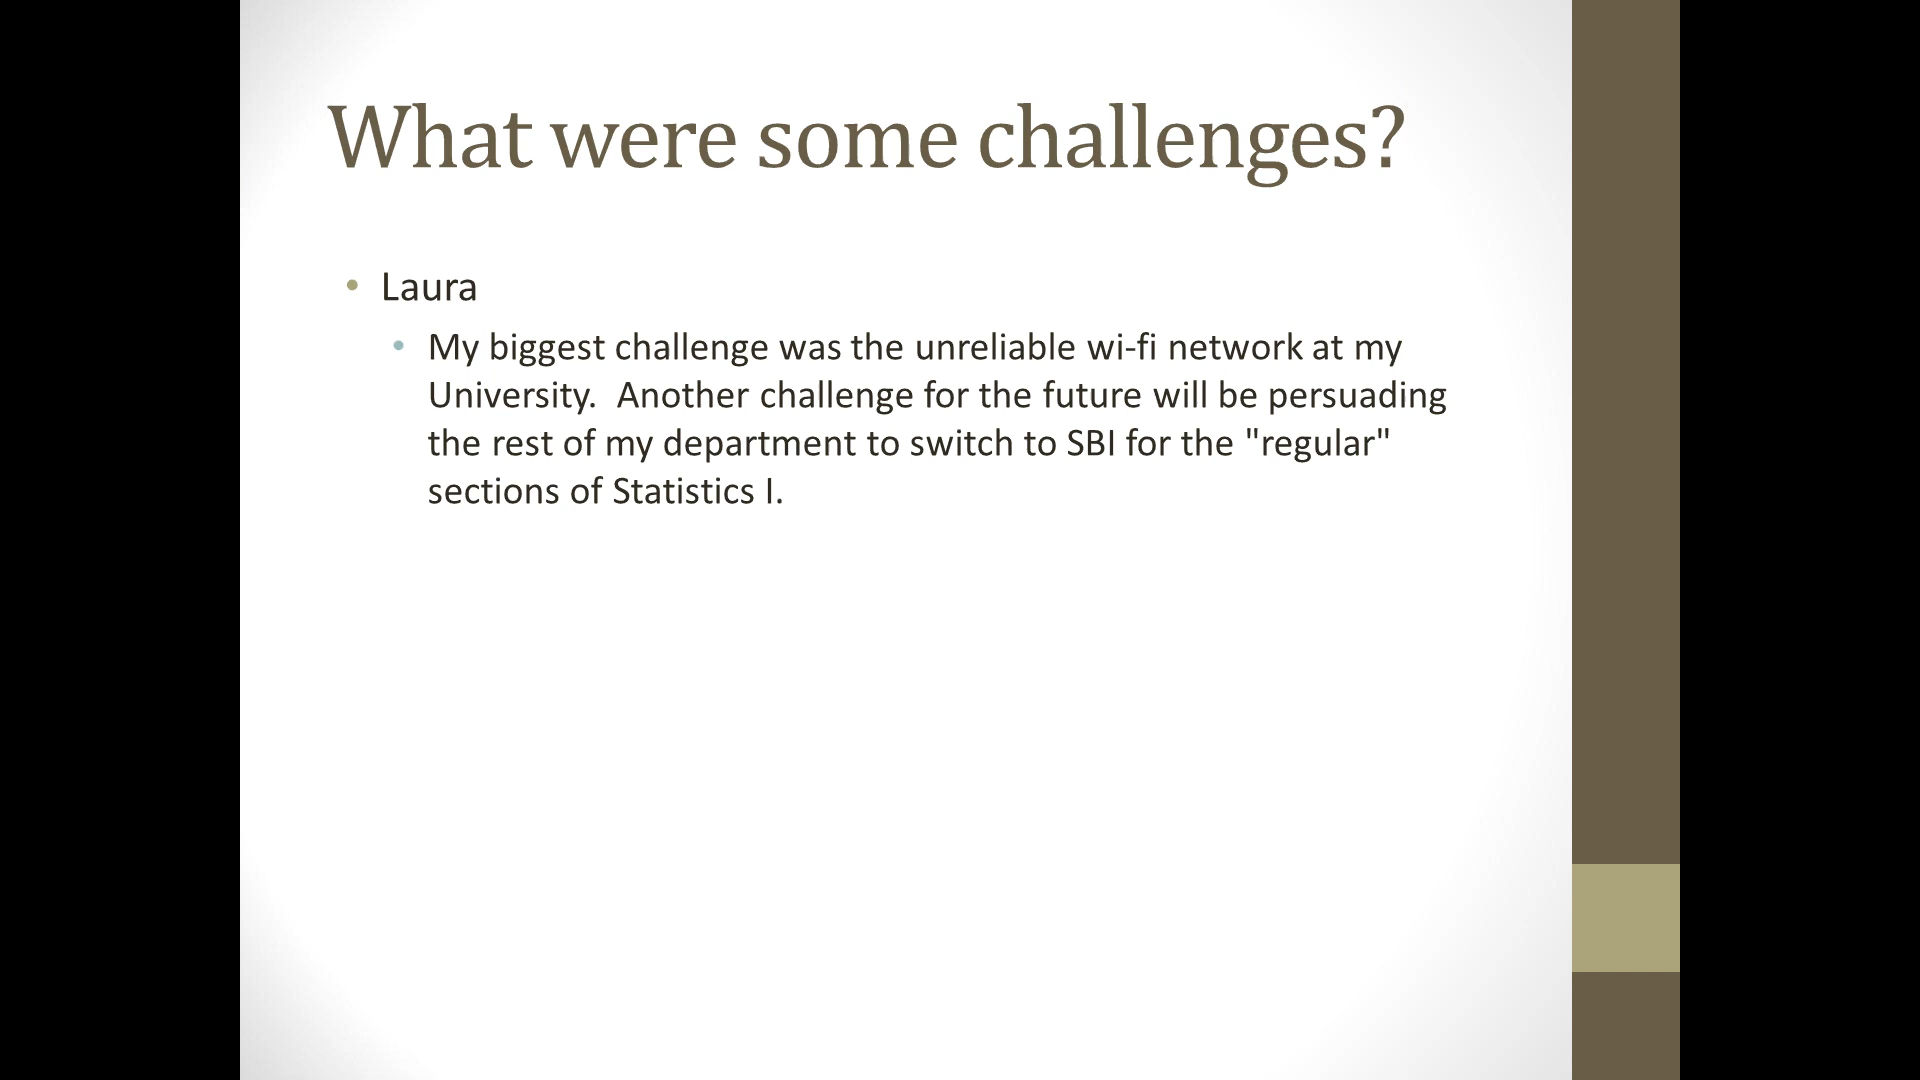 What were some challenges?
• Laura
• My biggest challenge was the unreliable wi-fi network at my
University.  Another challenge for the future will be persuading
the rest of my department to switch to SBI for the "regular"
sections of Statistics I.